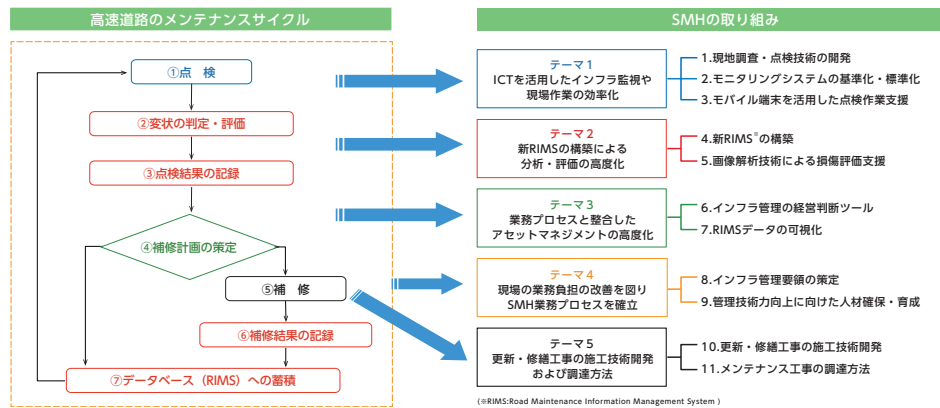 高速道路のメンテナンスサイクル
①点　検
②変状の判定・評価
③点検結果の記録
④補修計画の策定
⑤補　修
⑥補修結果の記録
⑦データベース（RIMS）への蓄積
SMHの取り組み
テーマ1
ICTを活用したインフラ監視や
現場作業の効率化
1.現地調査・点検技術の開発
2.モニタリングシステムの基準化・標準化
3.モバイル端末を活用した点検作業支援
テーマ2
新RIMSの構築による
分析・評価の高度化
4.新RIMS※の構築
5.画像解析技術による損傷評価支援
テーマ3
業務プロセスと整合した
アセットマネジメントの高度化
6.インフラ管理の経営判断ツール
7.RIMSデータの可視化
テーマ4
現場の業務負担の改善を図り
SMH業務プロセスを確立
8.インフラ管理要領の策定
9.管理技術力向上に向けた人材確保・育成
テーマ5
更新・修繕工事の施工技術開発
および調達方法
10.更新・修繕工事の施工技術開発
11.メンテナンス工事の調達方法
(※RIMS:Road Maintenance Information Management System )